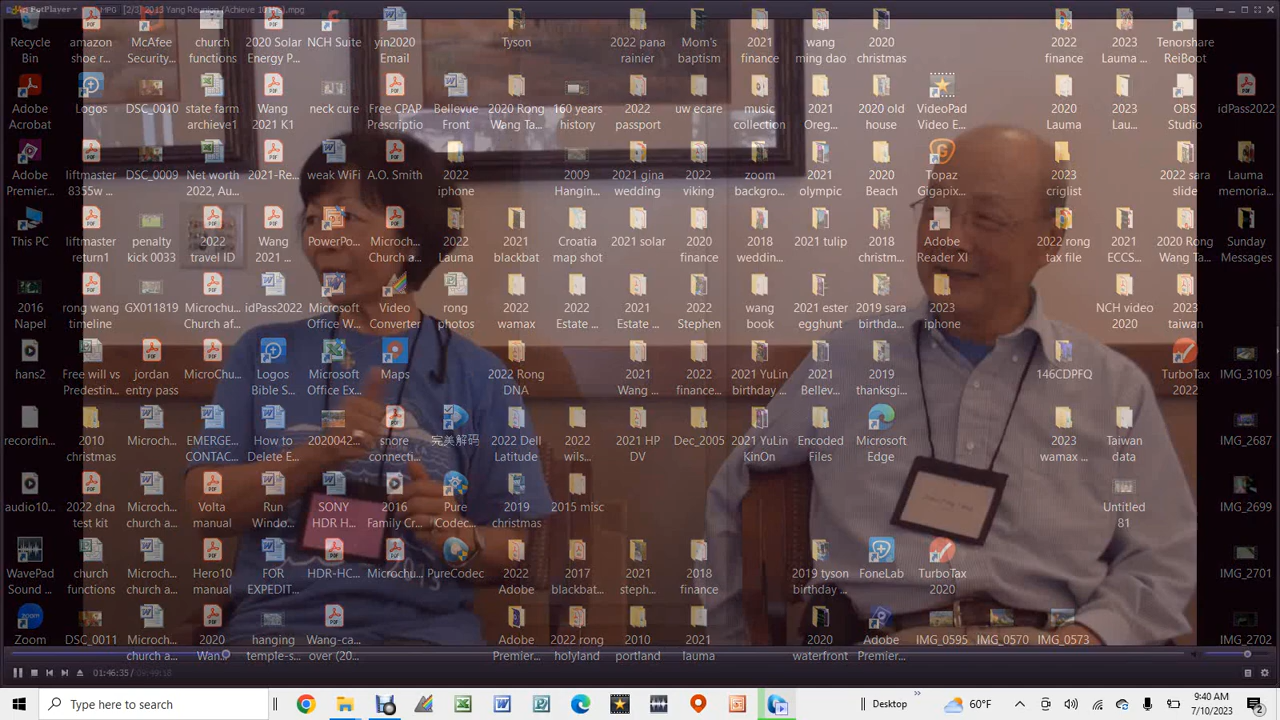 PotPlayer
MPG
[2/3] 2013 Yang Reunion (Achieve
.mpg
Recycle
Bin
amazon
shoe r...
McAfee
Security...
church
functions
2020 Solar
Energy P...
NCH Suite
yin2020
Email
Tyson
2022 pana
rainier
Mom's
baptism
2021
finance
wang
ming dao
2020
christmas
2022
finance
2023
Lauma ...
Tenorshare
ReiBoot
Adobe
Acrobat
Logos
DSC_0010
state farm
archieve1
Wang
2021 K1
neck cure
Free CPAP
Prescriptio
Bellevue
Front
2020 Rong
Wang Ta...
160 years
history
2022
passport
uw ecare
music
collection
2021
Oreg...
2020 old
house
VideoPad
Video E...
2020
Lauma
2023
Lau...
OBS
Studio
idPass2022
Adobe
Premier...
liftmaster
8355w
DSC_0009
Net worth
2022, Au...
2021-Re...
weak WiFi
A.O. Smith
2022
iphone
2009
Hangin...
2021 gina
wedding
2022
viking
zoom
backgro...
2021
olympic
2020
Beach
Topaz
Gigapix...
2023
criglist
2022 sara
slide
Lauma
memoria...
This PC
liftmaster
return1
penalty
kick 0033
2022
travel ID
Wang
2021 ...
PowerPo...
Microch...
Church a...
2022
Lauma
2021
blackbat
Croatia
map shot
2021 solar
2020
finance
2018
weddin...
2021 tulip
2018
christm...
Adobe
Reader XI
2022 rong
tax file
2021
ECCS...
2020 Rong
Wang Ta...
Sunday
Messages
2016
Napel
rong wang
timeline
GX011819
Microchu...
Church af...
idPass2022
Microsoft
Office W...
Video
Converter
rong
photos
2022
wamax
2022
Estate ...
2021
Estate ...
2022
Stephen
wang
book
2021 ester
egghunt
2019 sara
birthda...
2023
iphone
NCH video
2020
2023
taiwan
hans2
Free will vs
Predestin...
jordan
entry pass
MicroChu...
Logos
Bible S...
Microsoft
Office Ex...
Maps
2022 Rong
DNA
2021
Wang ...
2022
finance...
2021 YuLin
birthday ...
2021
Bellev...
2019
thanksgi...
146CDPFQ
TurboTax
2022
IMG_3109
recordin...
2010
christmas
Microch...
church a...
EMERGE...
CONTAC...
How to
Delete E...
2020042...
snore
connecti...
完美解码
2022 Dell
Latitude
2022
wils...
2021 HP
DV
Dec_2005
2021 YuLin
KinOn
Encoded
Files
Microsoft
Edge
2023
wamax ...
Taiwan
data
IMG_2687
audio10...
2022 dna
test kit
Microch...
church a...
Volta
manual
Run
Windo...
SONY
HDR H...
2016
Family Cr...
Pure
Codec...
2019
christmas
2015 misc
Untitled
81
IMG_2699
WavePad
Sound ...
church
functions
Microch...
church a...
Hero10
manual
FOR
EXPEDIT...
HDR-HC...
Microchu...
PureCodec
2022
Adobe
2017
blackbat...
2021
steph...
2018
finance
2019 tyson
birthday ...
FoneLab
TurboTax
2020
IMG_2701
Zoom
DSC_0011
Microch...
church a...
2020
Wan...
hanging
temple-s...
Wang-ca...
over (20...
Adobe
Premier...
2022 rong
holyland
2010
portland
2021
lauma
2020
waterfront
Adobe
Premier...
IMG_0595
IMG_0570
IMG_0573
IMG_2702
01:46:35
Type here to search
Desktop
»
60°F
9:40 AM
7/10/2023
2